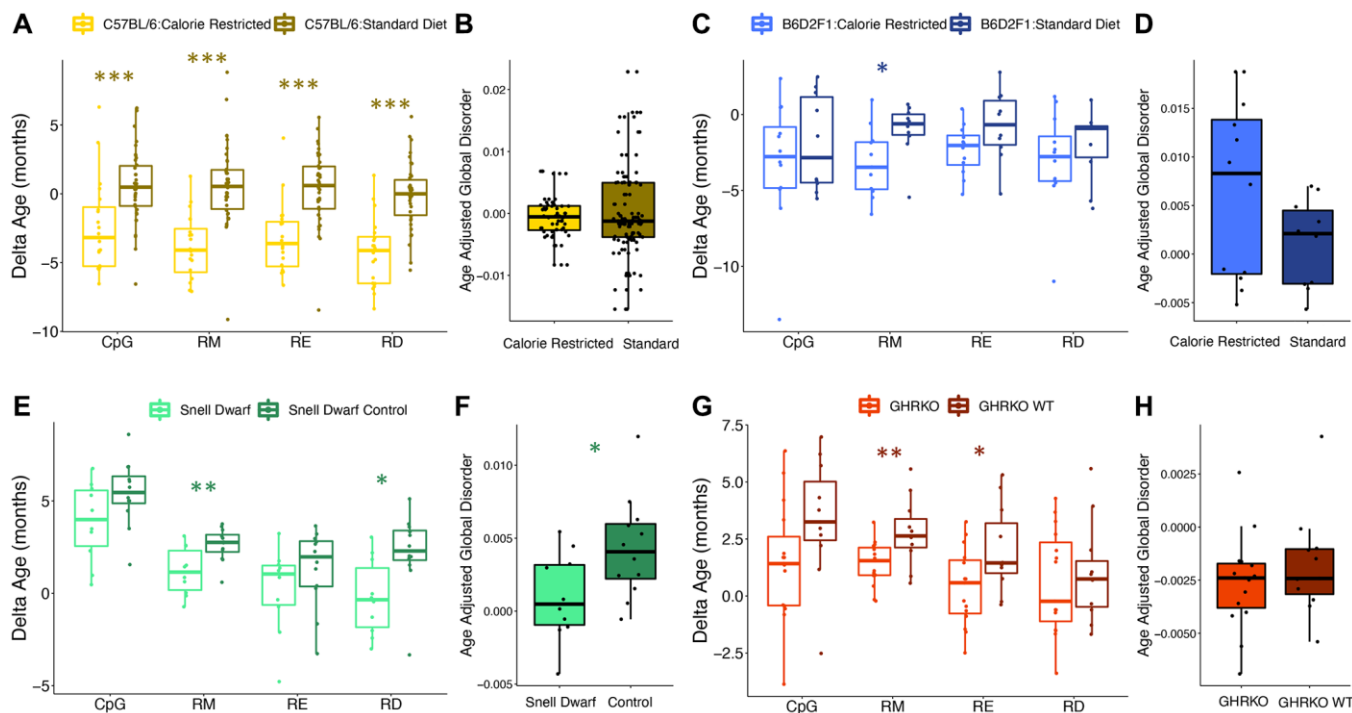 A
C57BL/6:Calorie Restricted C57BL/6:Standard Diet
Delta Age (months)
5
0
−5
−10
***
***
***
***
CpG RM RE RD
B
Age Adjusted Global Disorder
0.02
0.01
0.00
−0.01
Calorie Restricted Standard
C
B6D2F1:Calorie Restricted B6D2F1:Standard Diet
Delta Age (months)
0
−5
−10
*
CpG RM RE RD
D
Age Adjusted Global Disorder
0.015
0.010
0.005
0.000
−0.005
Calorie Restricted Standard
E
Snell Dwarf Snell Dwarf Control
Delta Age (months)
5
0
−5
**
*
CpG RM RE RD
F
Age Adjusted Global Disorder
0.010
0.005
0.000
−0.005
*
Snell Dwarf Control
G
GHRKO GHRKO WT
Delta Age (months)
7.5
5.0
2.5
0.0
−2.5
**
*
CpG RM RE RD
H
Age Adjusted Global Disorder
0.0025
0.0000
−0.0025
−0.0050
GHRKO GHRKO WT